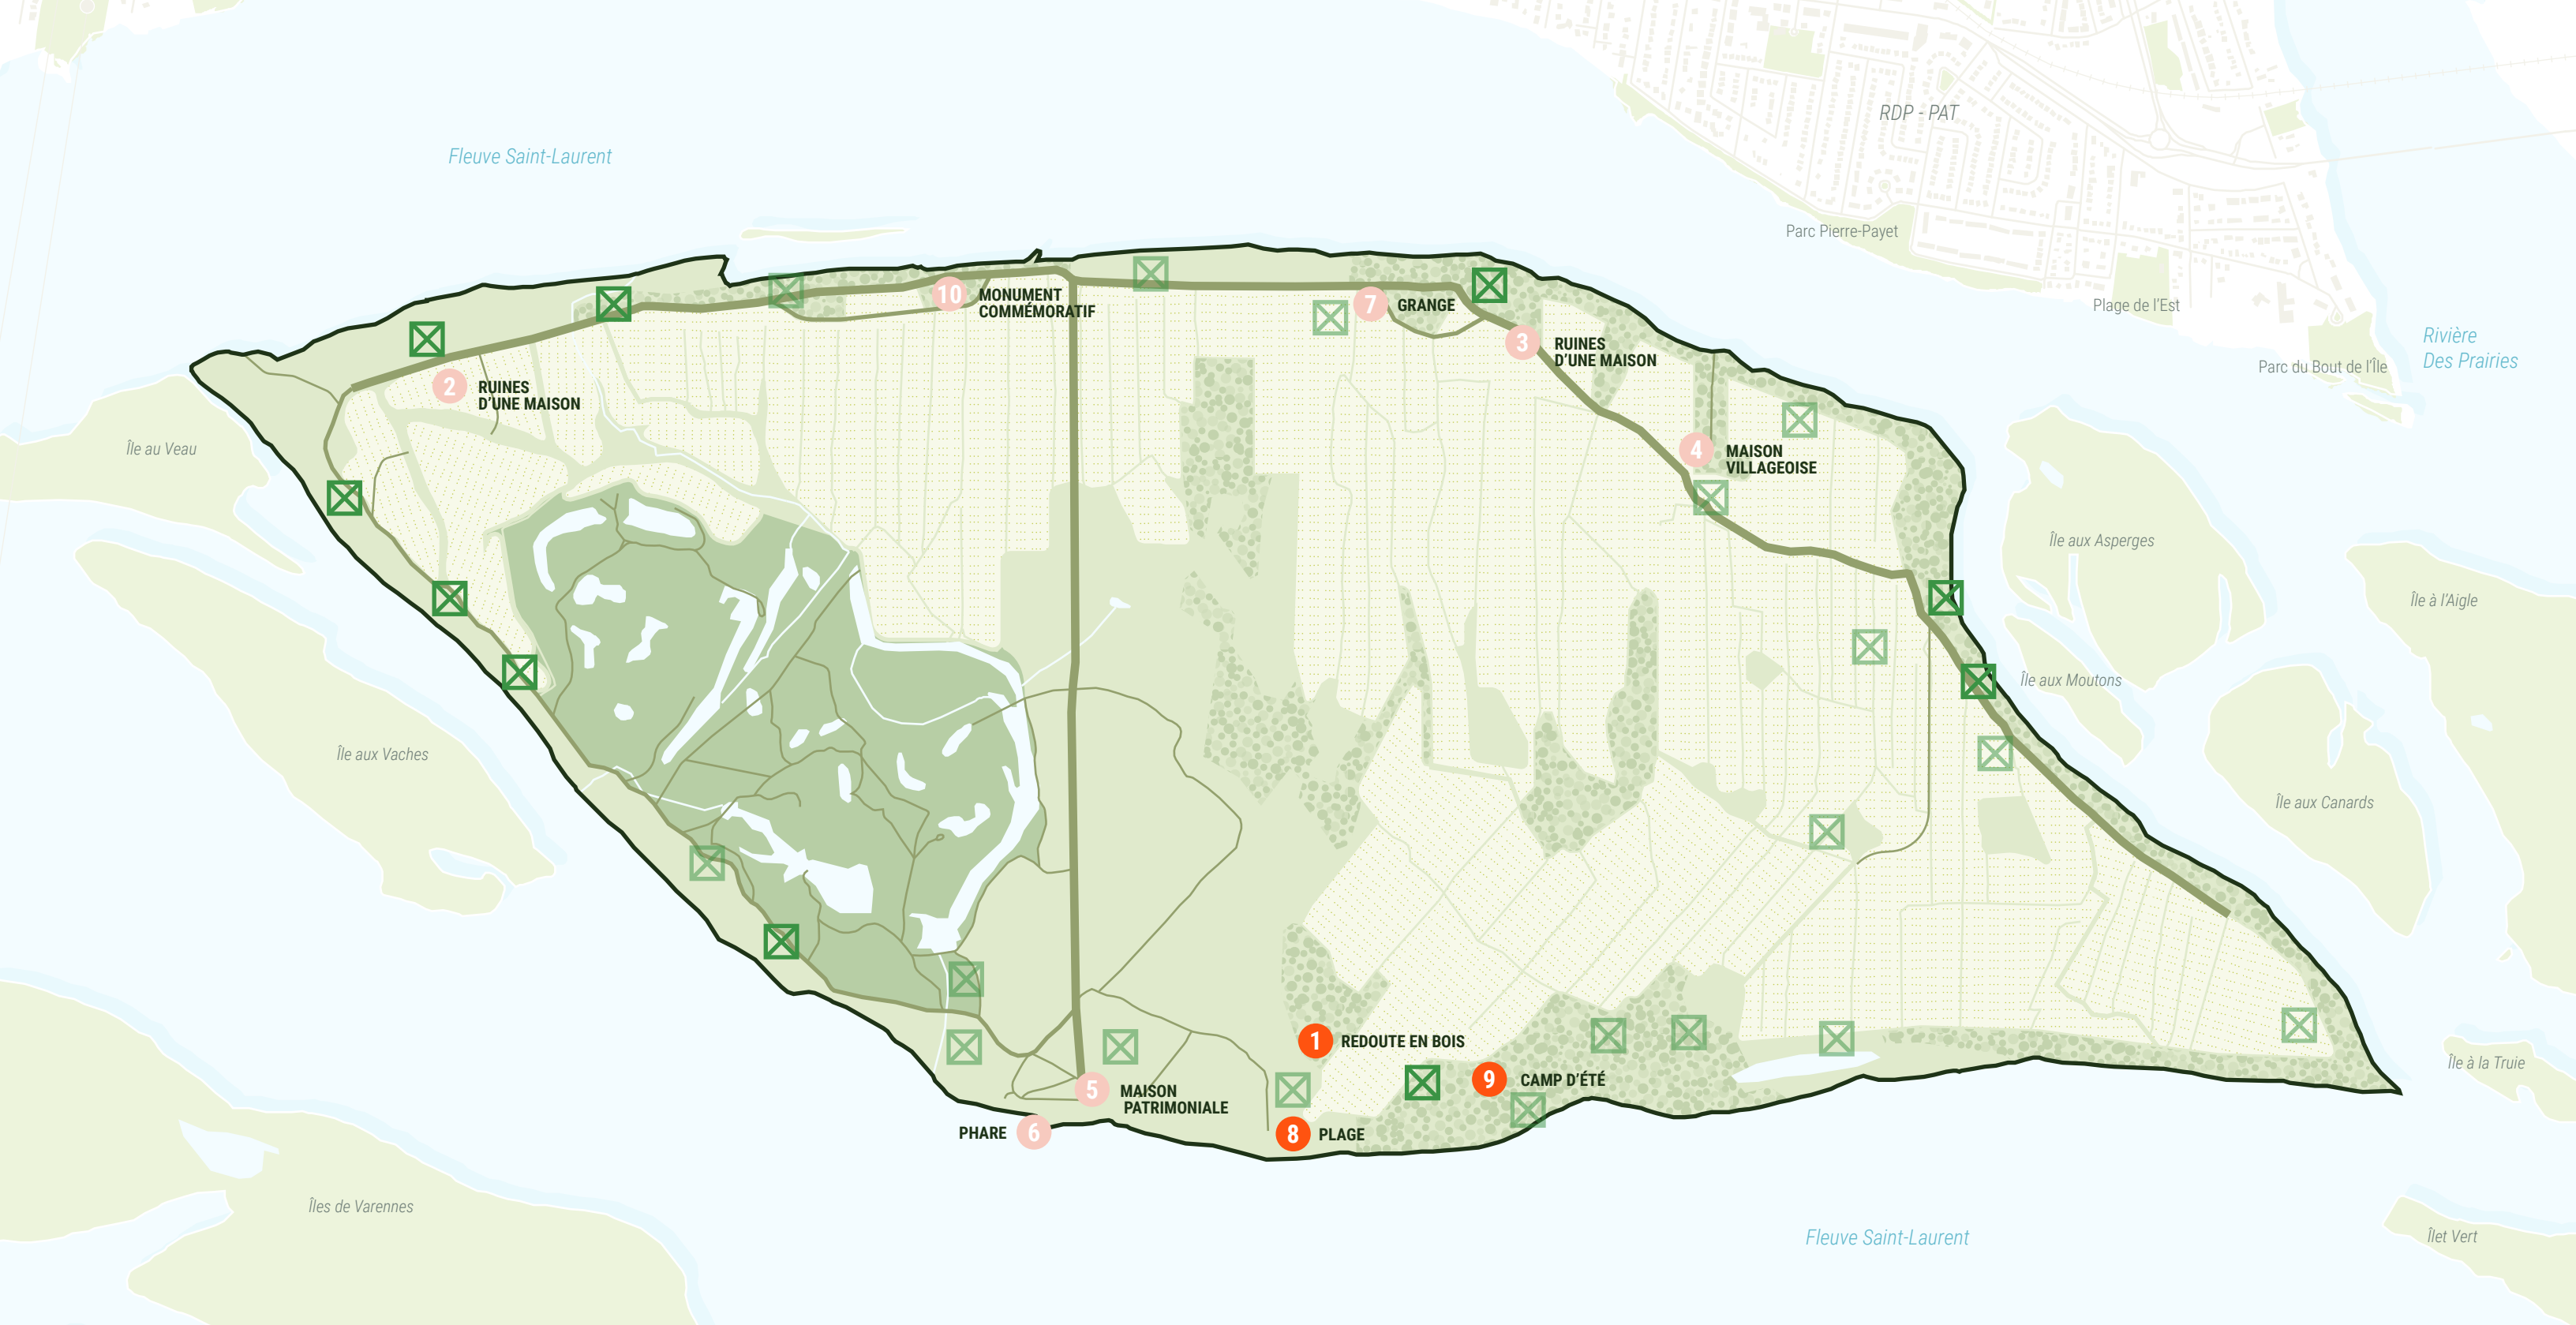 RDP - PAT
Fleuve Saint-Laurent
Parc Pierre-Payet
Plage de l'Est
Rivière
Des Prairies
Parc du Bout de l'Île
10
MONUMENT
COMMÉMORATIF
7
GRANGE
3
RUINES
D'UNE MAISON
2
RUINES
D'UNE MAISON
Île au Veau
4
MAISON
VILLAGEOISE
Île aux Asperges
Île à l'Aigle
Île aux Moutons
Île aux Vaches
Île aux Canards
1
REDOUTE EN BOIS
9
CAMP D'ÉTÉ
Île à la Truie
5
MAISON
PATRIMONIALE
PHARE
6
8
PLAGE
Îles de Varennes
Fleuve Saint-Laurent
Îlet Vert